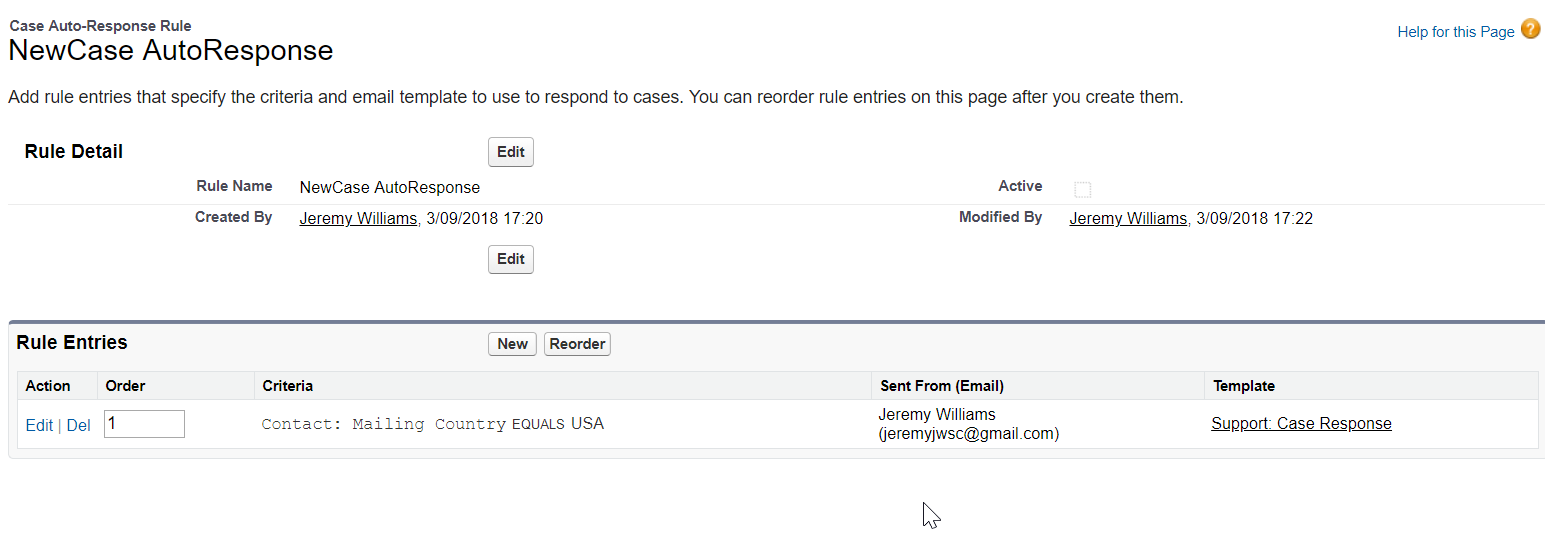 Case Auto-Response Rule
NewCase AutoResponse
Help for this Page ?
Add rule entries that specify the criteria and email template to use to respond to cases. You can reorder rule entries on this page after you create them.
Rule Detail Edit
Rule Name NewCase AutoResponse Active
Created By Jeremy Williams, 3/09/2018 17:20 Modified By Jeremy Williams, 3/09/2018 17:22
Edit
Rule Entries New Reorder
Action Order Criteria Sent From (Email) Template
Edit | Del 1 Contact: Mailing Country EQUALS USA Jeremy Williams (jeremyjwsc@gmail.com) Support: Case Response